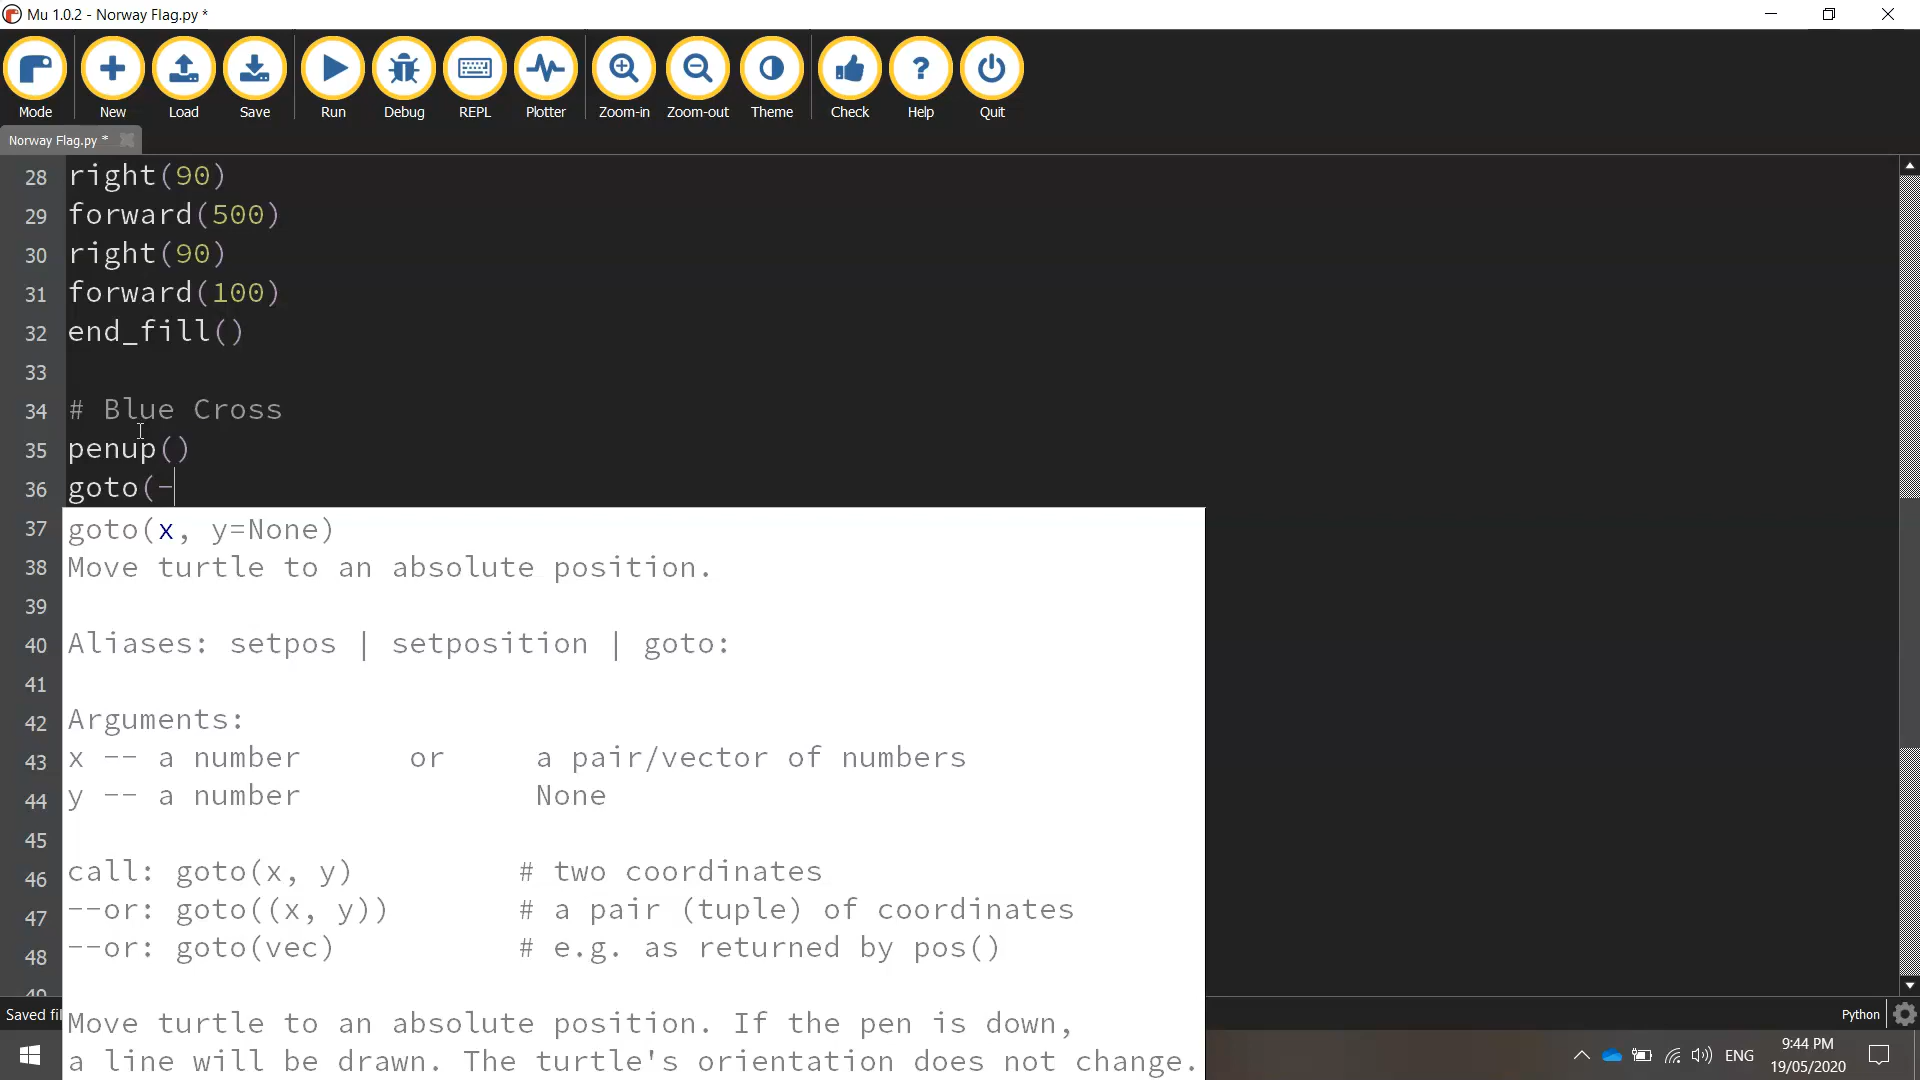 Mu 1.0.2 - Norway Flag.py *
Mode New Load Save Run Debug REPL Plotter Zoom-in Zoom-out Theme Check ? Help Quit
Norway Flag.py *
28 right(90)
29 forward(500)
30 right(90)
31 forward(100)
32 end_fill()
33
34 # Blue Cross
35 penup()
36 goto(-
37 goto(x, y=None)
38 Move turtle to an absolute position.
39
40 Aliases: setpos | setposition | goto:
41
42 Arguments:
43 x -- a number or a pair/vector of numbers
44 y -- a number None
45
46 call: goto(x, y) # two coordinates
47 --or: goto((x, y)) # a pair (tuple) of coordinates
48 --or: goto(vec) # e.g. as returned by pos()
Saved Python
Move turtle to an absolute position. If the pen is down,
a line will be drawn. The turtle's orientation does not change.
ENG
9:44 PM
19/05/2020